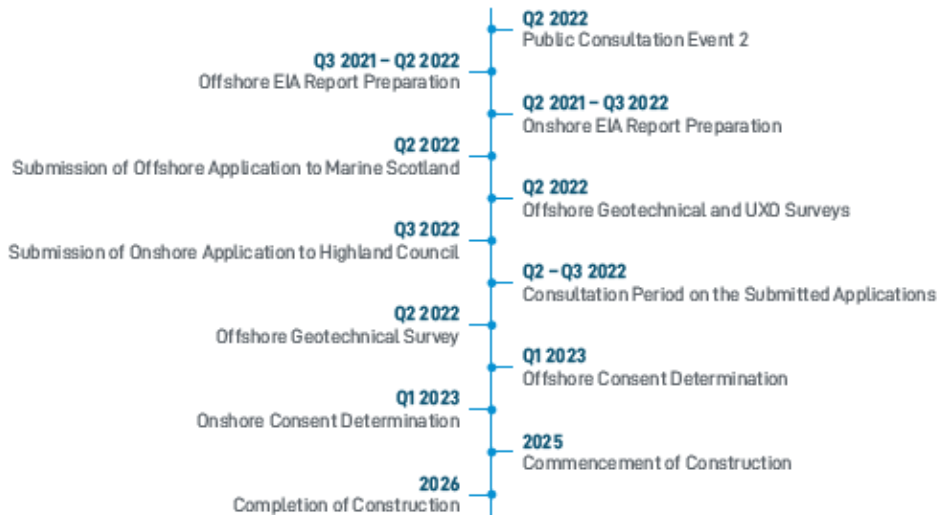 Q2 2022
Public Consultation Event 2
Q3 2021 – Q2 2022
Offshore EIA Report Preparation
Q2 2021 – Q3 2022
Onshore EIA Report Preparation
Q2 2022
Submission of Offshore Application to Marine Scotland
Q2 2022
Offshore Geotechnical and UXO Surveys
Q3 2022
Submission of Onshore Application to Highland Council
Q2 – Q3 2022
Consultation Period on the Submitted Applications
Q2 2022
Offshore Geotechnical Survey
Q1 2023
Offshore Consent Determination
Q1 2023
Onshore Consent Determination
2025
Commencement of Construction
2026
Completion of Construction